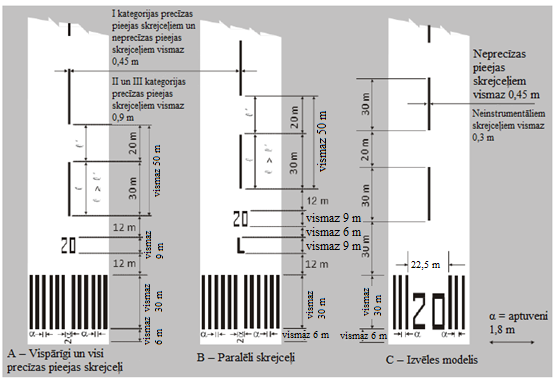 I kategorijas precīzas
pieejas skrejceļiem un
neprecīzas pieejas
skrejceļiem vismaz
0,45 m
II un III kategorijas
precīzas pieejas
skrejceļiem vismaz
0,9 m
20 m
30 m
vismaz 50 m
12 m
20
vismaz
9 m
12 m
vismaz
30 m
vismaz
6 m
α
α
2α
A – Vispārīgi un visi
precīzas pieejas skrejceļi
20 m
30 m
vismaz 50 m
12 m
20
vismaz 9 m
vismaz 6 m
L
vismaz 9 m
12 m
vismaz
30 m
vismaz 6 m
α
α
B – Paralēli skrejceļi
Neprecīzas
pieejas
skrejceļiem
vismaz 0,45 m
Neinstrumentāliem
skrejceļiem vismaz
0,3 m
30 m
20 m
30 m
30 m
22,5 m
20
30 m
6 m
α
α
α = aptuveni
1,8 m
C – Izvēles modelis